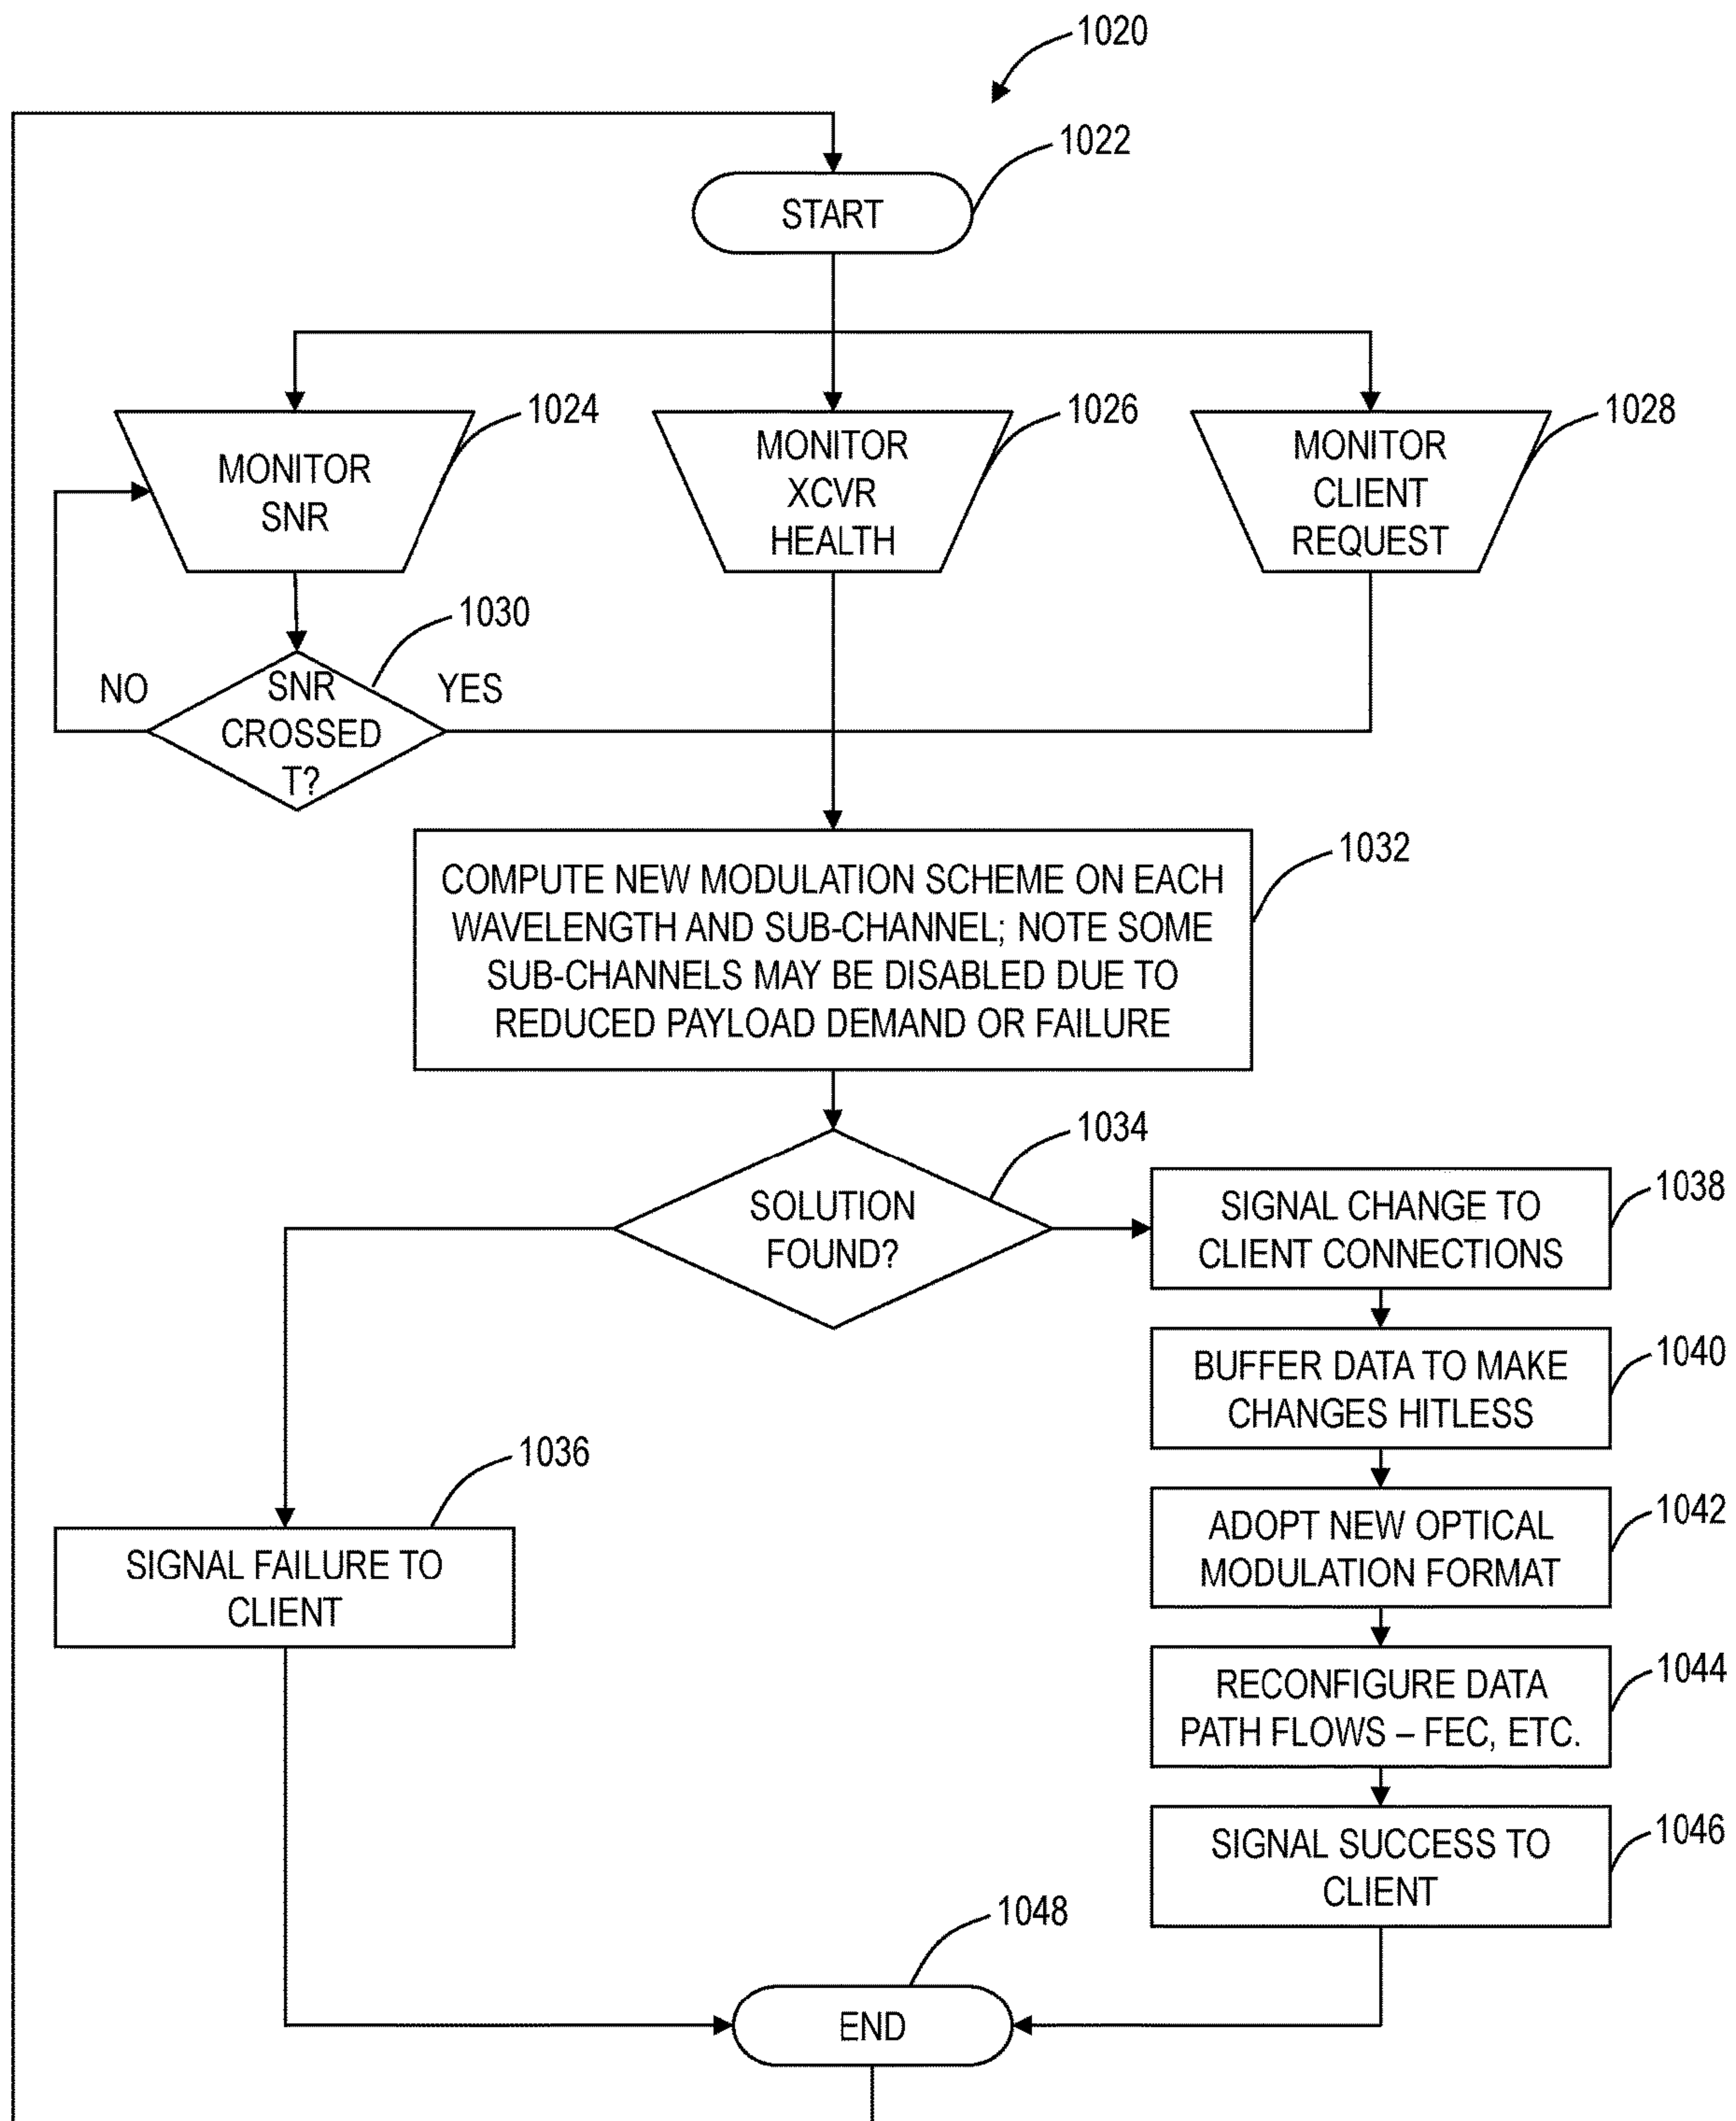 1020
1022
START
1024
1026
1028
MONITOR
SNR
MONITOR
XCVR
HEALTH
MONITOR
CLIENT
REQUEST
1030
NO
YES
SNR
CROSSED
T?
1032
COMPUTE NEW MODULATION SCHEME ON EACH
WAVELENGTH AND SUB-CHANNEL; NOTE SOME
SUB-CHANNELS MAY BE DISABLED DUE TO
REDUCED PAYLOAD DEMAND OR FAILURE
1034
SOLUTION
FOUND?
1038
SIGNAL CHANGE TO
CLIENT CONNECTIONS
1040
BUFFER DATA TO MAKE
CHANGES HITLESS
1036
SIGNAL FAILURE TO
CLIENT
1042
ADOPT NEW OPTICAL
MODULATION FORMAT
1044
RECONFIGURE DATA
PATH FLOWS – FEC, ETC.
1046
SIGNAL SUCCESS TO
CLIENT
1048
END